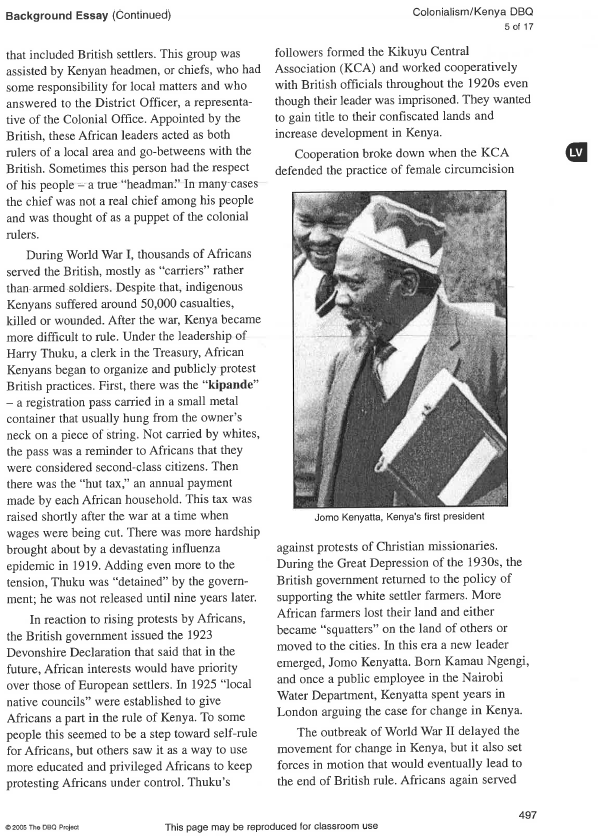 Background Essay (Continued)
Colonialism/Kenya DBQ
5 of 17
that included British settlers. This group was
assisted by Kenyan headmen, or chiefs, who had
some responsibility for local matters and who
answered to the District Officer, a representa-
tive of the Colonial Office. Appointed by the
British, these African leaders acted as both
rulers of a local area and go-betweens with the
British. Sometimes this person had the respect
of his people – a true “headman.” In many cases
the chief was not a real chief among his people
and was thought of as a puppet of the colonial
rulers.
During World War I, thousands of Africans
served the British, mostly as “carriers” rather
than armed soldiers. Despite that, indigenous
Kenyans suffered around 50,000 casualties,
killed or wounded. After the war, Kenya became
more difficult to rule. Under the leadership of
Harry Thuku, a clerk in the Treasury, African
Kenyans began to organize and publicly protest
British practices. First, there was the “kipande”
– a registration pass carried in a small metal
container that usually hung from the owner’s
neck on a piece of string. Not carried by whites,
the pass was a reminder to Africans that they
were considered second-class citizens. Then
there was the “hut tax,” an annual payment
made by each African household. This tax was
raised shortly after the war at a time when
wages were being cut. There was more hardship
brought about by a devastating influenza
epidemic in 1919. Adding even more to the
tension, Thuku was “detained” by the govern-
ment; he was not released until nine years later.
In reaction to rising protests by Africans,
the British government issued the 1923
Devonshire Declaration that said that in the
future, African interests would have priority
over those of European settlers. In 1925 “local
native councils” were established to give
Africans a part in the rule of Kenya. To some
people this seemed to be a step toward self-rule
for Africans, but others saw it as a way to use
more educated and privileged Africans to keep
protesting Africans under control. Thuku’s
followers formed the Kikuyu Central
Association (KCA) and worked cooperatively
with British officials throughout the 1920s even
though their leader was imprisoned. They wanted
to gain title to their confiscated lands and
increase development in Kenya.
Cooperation broke down when the KCA
defended the practice of female circumcision
LV
Jomo Kenyatta, Kenya's first president
against protests of Christian missionaries.
During the Great Depression of the 1930s, the
British government returned to the policy of
supporting the white settler farmers. More
African farmers lost their land and either
became “squatters” on the land of others or
moved to the cities. In this era a new leader
emerged, Jomo Kenyatta. Born Kamau Ngengi,
and once a public employee in the Nairobi
Water Department, Kenyatta spent years in
London arguing the case for change in Kenya.
The outbreak of World War II delayed the
movement for change in Kenya, but it also set
forces in motion that would eventually lead to
the end of British rule. Africans again served
497
© 2005 The DBQ Project
This page may be reproduced for classroom use